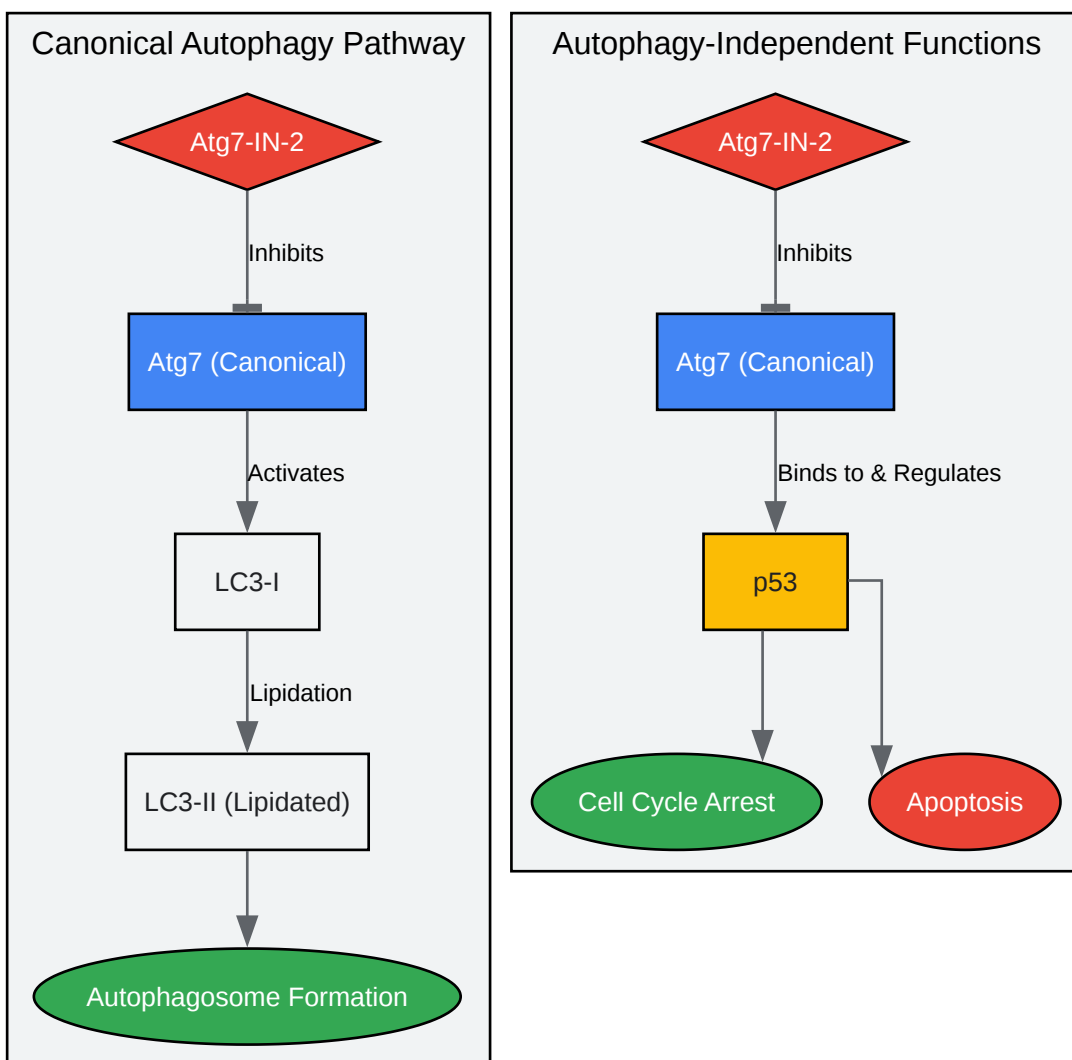 Canonical Autophagy Pathway
Atg7-IN-2
Inhibits
Atg7 (Canonical)
Activates
LC3-I
Lipidation
LC3-II (Lipidated)
Autophagosome Formation
Autophagy-Independent Functions
Atg7-IN-2
Inhibits
Atg7 (Canonical)
Binds to & Regulates
p53
Cell Cycle Arrest
Apoptosis